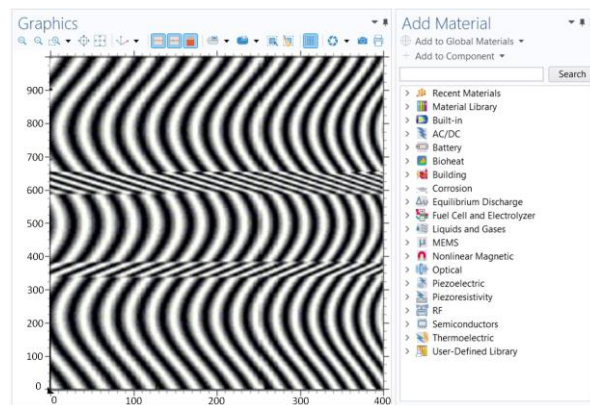 Graphics
900
800
700
600
500
400
300
200
100
0
0
100
200
300
400
Add Material
Add to Global Materials
Add to Component
Search
Recent Materials
Material Library
Built-in
AC/DC
Battery
Bioheat
Building
Corrosion
Equilibrium Discharge
Fuel Cell and Electrolyzer
Liquids and Gases
MEMS
Nonlinear Magnetic
Optical
Piezoelectric
Piezoresistivity
RF
Semiconductors
Thermoelectric
User-Defined Library